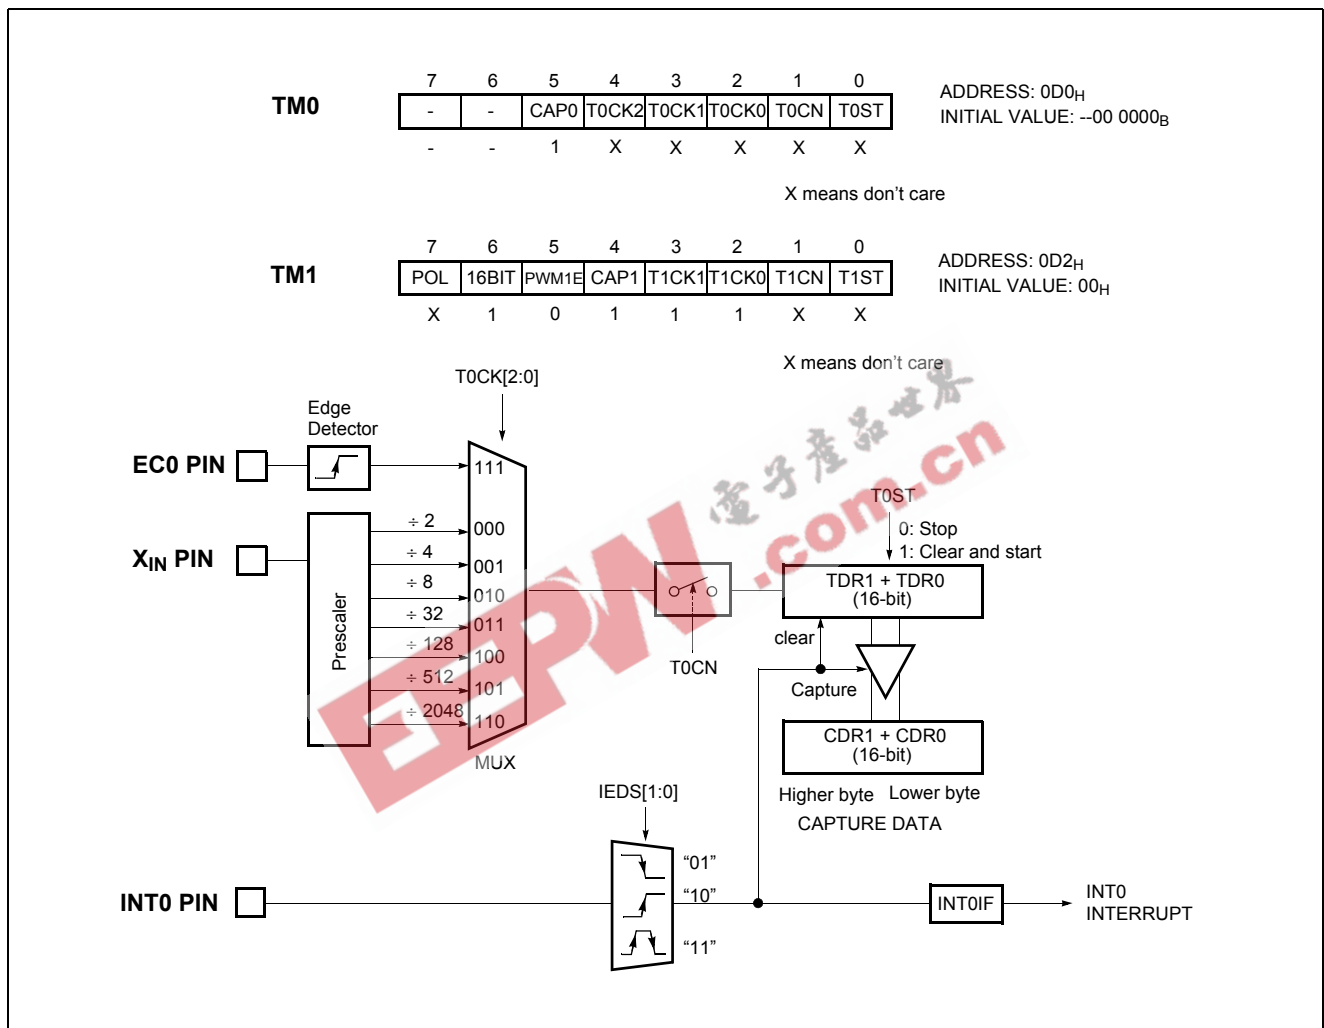 7 6 5 4 3 2 1 0
TM0
- - CAP0 T0CK2 T0CK1 T0CK0 T0CN T0ST
- - 1 X X X X X
ADDRESS: 0D0H
INITIAL VALUE: --00 0000B
X means don't care
7 6 5 4 3 2 1 0
TM1
POL 16BIT PWM1E CAP1 T1CK1 T1CK0 T1CN T1ST
X 1 0 1 1 1 X X
ADDRESS: 0D2H
INITIAL VALUE: 00H
X means don't care
T0CK[2:0]
Edge
Detector
EC0 PIN
111
XIN PIN
Prescaler
÷ 2
000
÷ 4
001
÷ 8
010
÷ 32
011
÷ 128
100
÷ 512
101
÷ 2048
110
MUX
T0CN
T0ST
0: Stop
1: Clear and start
TDR1 + TDR0
(16-bit)
clear
Capture
CDR1 + CDR0
(16-bit)
Higher byte Lower byte
CAPTURE DATA
IEDS[1:0]
"01"
INT0 PIN
"10"
"11"
INT0IF
INT0
INTERRUPT
EEPW
.com.cn
電子產品世界